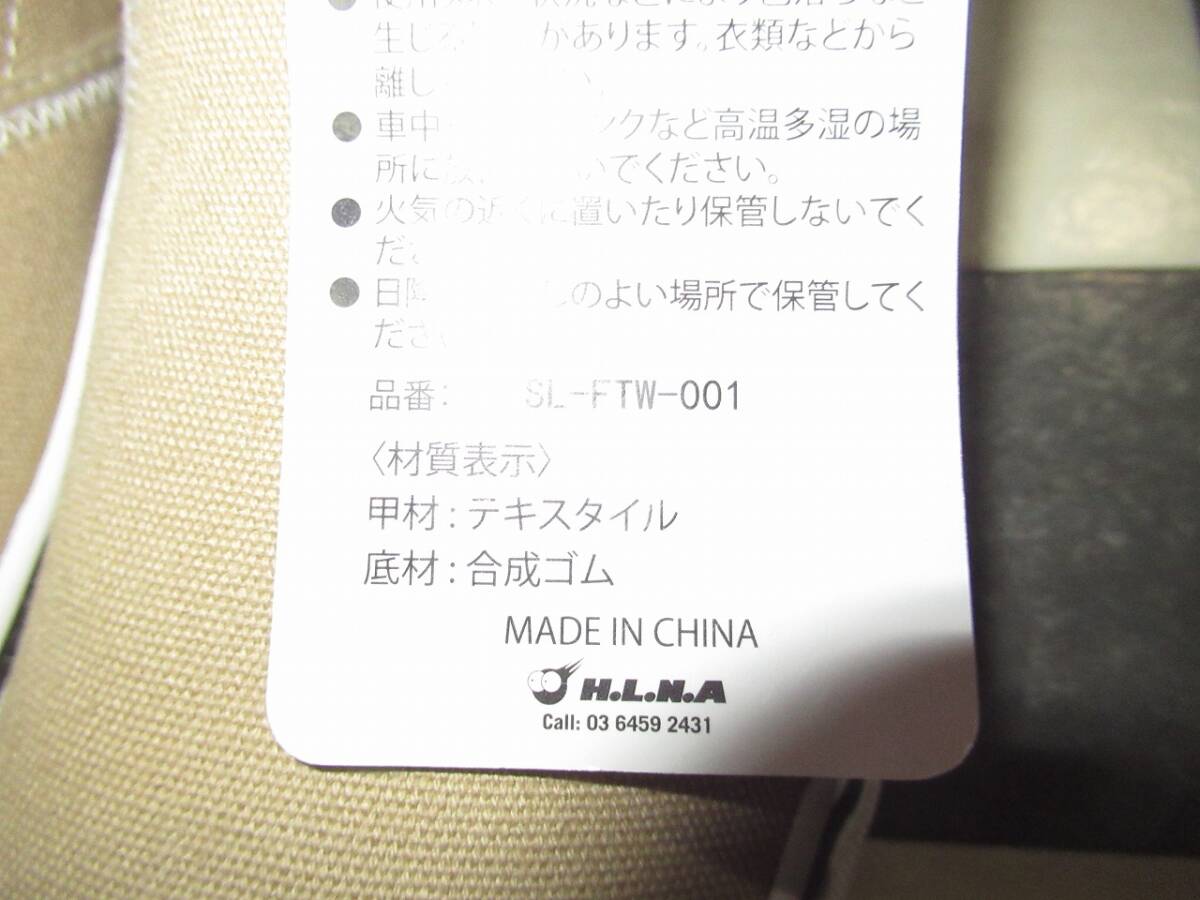 生じ かあります。衣類などから
離し
● 車中 ンクなど高温多湿の場
所に いでください。
● 火気の近くに置いたり保管しないでく
だ
● 日陰 のよい場所で保管してく
ださ
品番: SL-FTW-001
〈材質表示〉
甲材:テキスタイル
底材:合成ゴム
MADE IN CHINA
H.L.N.A
Call: 03 6459 2431